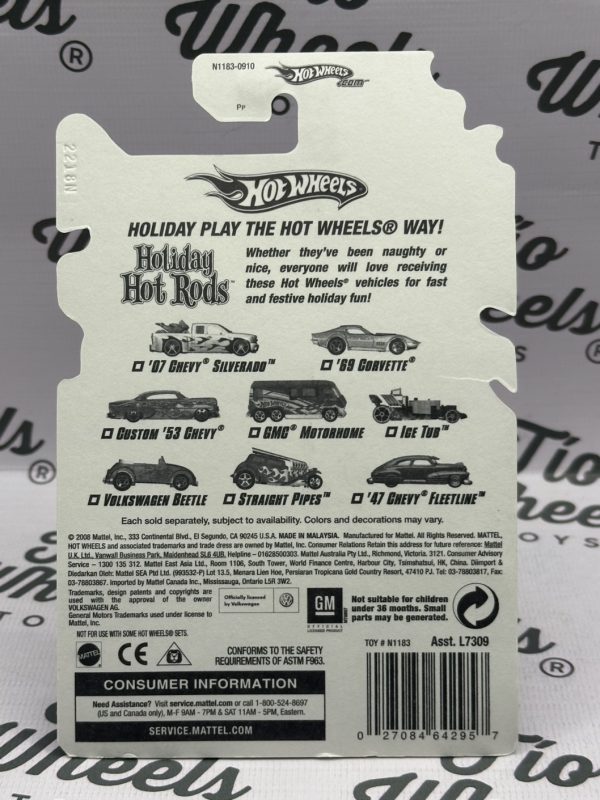 N1183-0910
Hot Wheels
.com™
Pp
2218N
Hot Wheels
HOLIDAY PLAY THE HOT WHEELS® WAY!
Holiday
Hot Rods™
Whether they've been naughty or
nice, everyone will love receiving
these Hot Wheels® vehicles for fast
and festive holiday fun!
'07 Chevy® Silverado™
'69 Corvette®
Custom '53 Chevy®
GMC® Motorhome
Ice Tub™
Volkswagen Beetle
Straight Pipes™
'47 Chevy® Fleetline™
Each sold separately, subject to availability. Colors and decorations may vary.
© 2008 Mattel, Inc., 333 Continental Blvd., El Segundo, CA 90245 U.S.A. MADE IN MALAYSIA. Manufactured for Mattel. All Rights Reserved. MATTEL,
HOT WHEELS and associated trademarks and trade dress are owned by Mattel, Inc. Consumer Relations Retain this address for future reference: Mattel
U.K. Ltd., Vanwall Business Park, Maidenhead SL6 4UB. Helpline – 01628500303. Mattel Australia Pty Ltd., Richmond, Victoria. 3121. Consumer Advisory
Service – 1300 135 312. Mattel East Asia Ltd., Room 1106, South Tower, World Finance Centre, Harbour City, Tsimshatsui, HK, China. Diimport &
Diedarkan Oleh: Mattel SEA Ptd Ltd. (993532-P) Lot 13.5, Menara Lien Hoe, Persiaran Tropicana Golf Country Resort, 47410 PJ. Tel: 03-78803817, Fax:
03-78803867. Imported by Mattel Canada Inc., Mississauga, Ontario L5R 3W2.
Trademarks, design patents and copyrights are
used with the approval of the owner
VOLKSWAGEN AG.
General Motors Trademarks used under license to
Mattel, Inc.
Officially licensed
by Volkswagen
GM
OFFICIAL
LICENSED PRODUCT
Not suitable for children
under 36 months. Small
parts may be generated.
NOT FOR USE WITH SOME HOT WHEELS® SETS.
MATTEL
CE
CONFORMS TO THE SAFETY
REQUIREMENTS OF ASTM F963.
TOY # N1183
Asst. L7309
CONSUMER INFORMATION
Need Assistance? Visit service.mattel.com or call 1-800-524-8697
(US and Canada only), M-F 9AM - 7PM & SAT 11AM - 5PM, Eastern.
SERVICE.MATTEL.COM
0 27084 64295 7
Tio
Wheels
®
TOYS